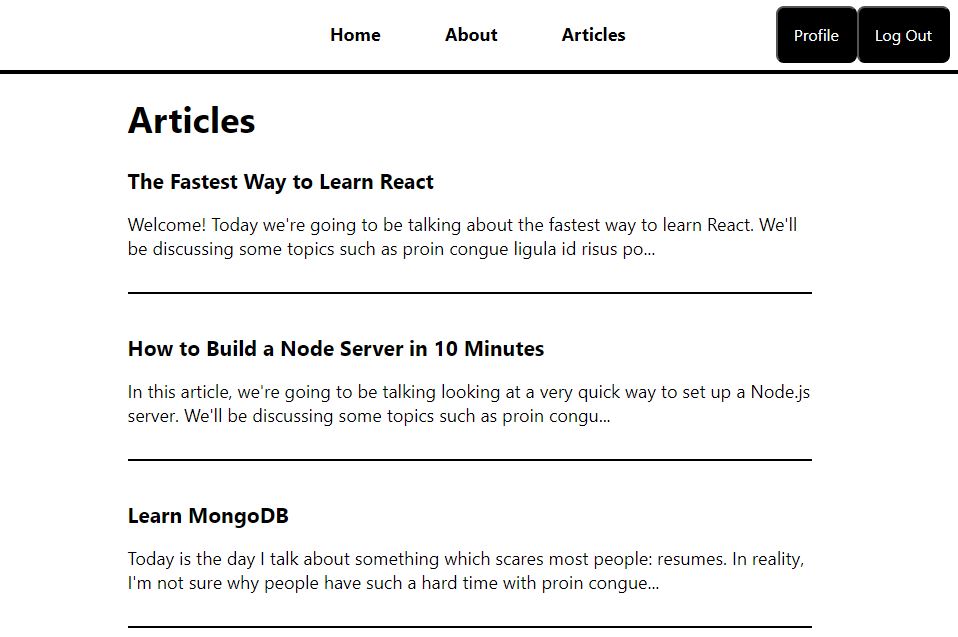 Home About Articles Profile Log Out
Articles
The Fastest Way to Learn React
Welcome! Today we're going to be talking about the fastest way to learn React. We'll
be discussing some topics such as proin congue ligula id risus po...
How to Build a Node Server in 10 Minutes
In this article, we're going to be talking looking at a very quick way to set up a Node.js
server. We'll be discussing some topics such as proin congu...
Learn MongoDB
Today is the day I talk about something which scares most people: resumes. In reality,
I'm not sure why people have such a hard time with proin congue...